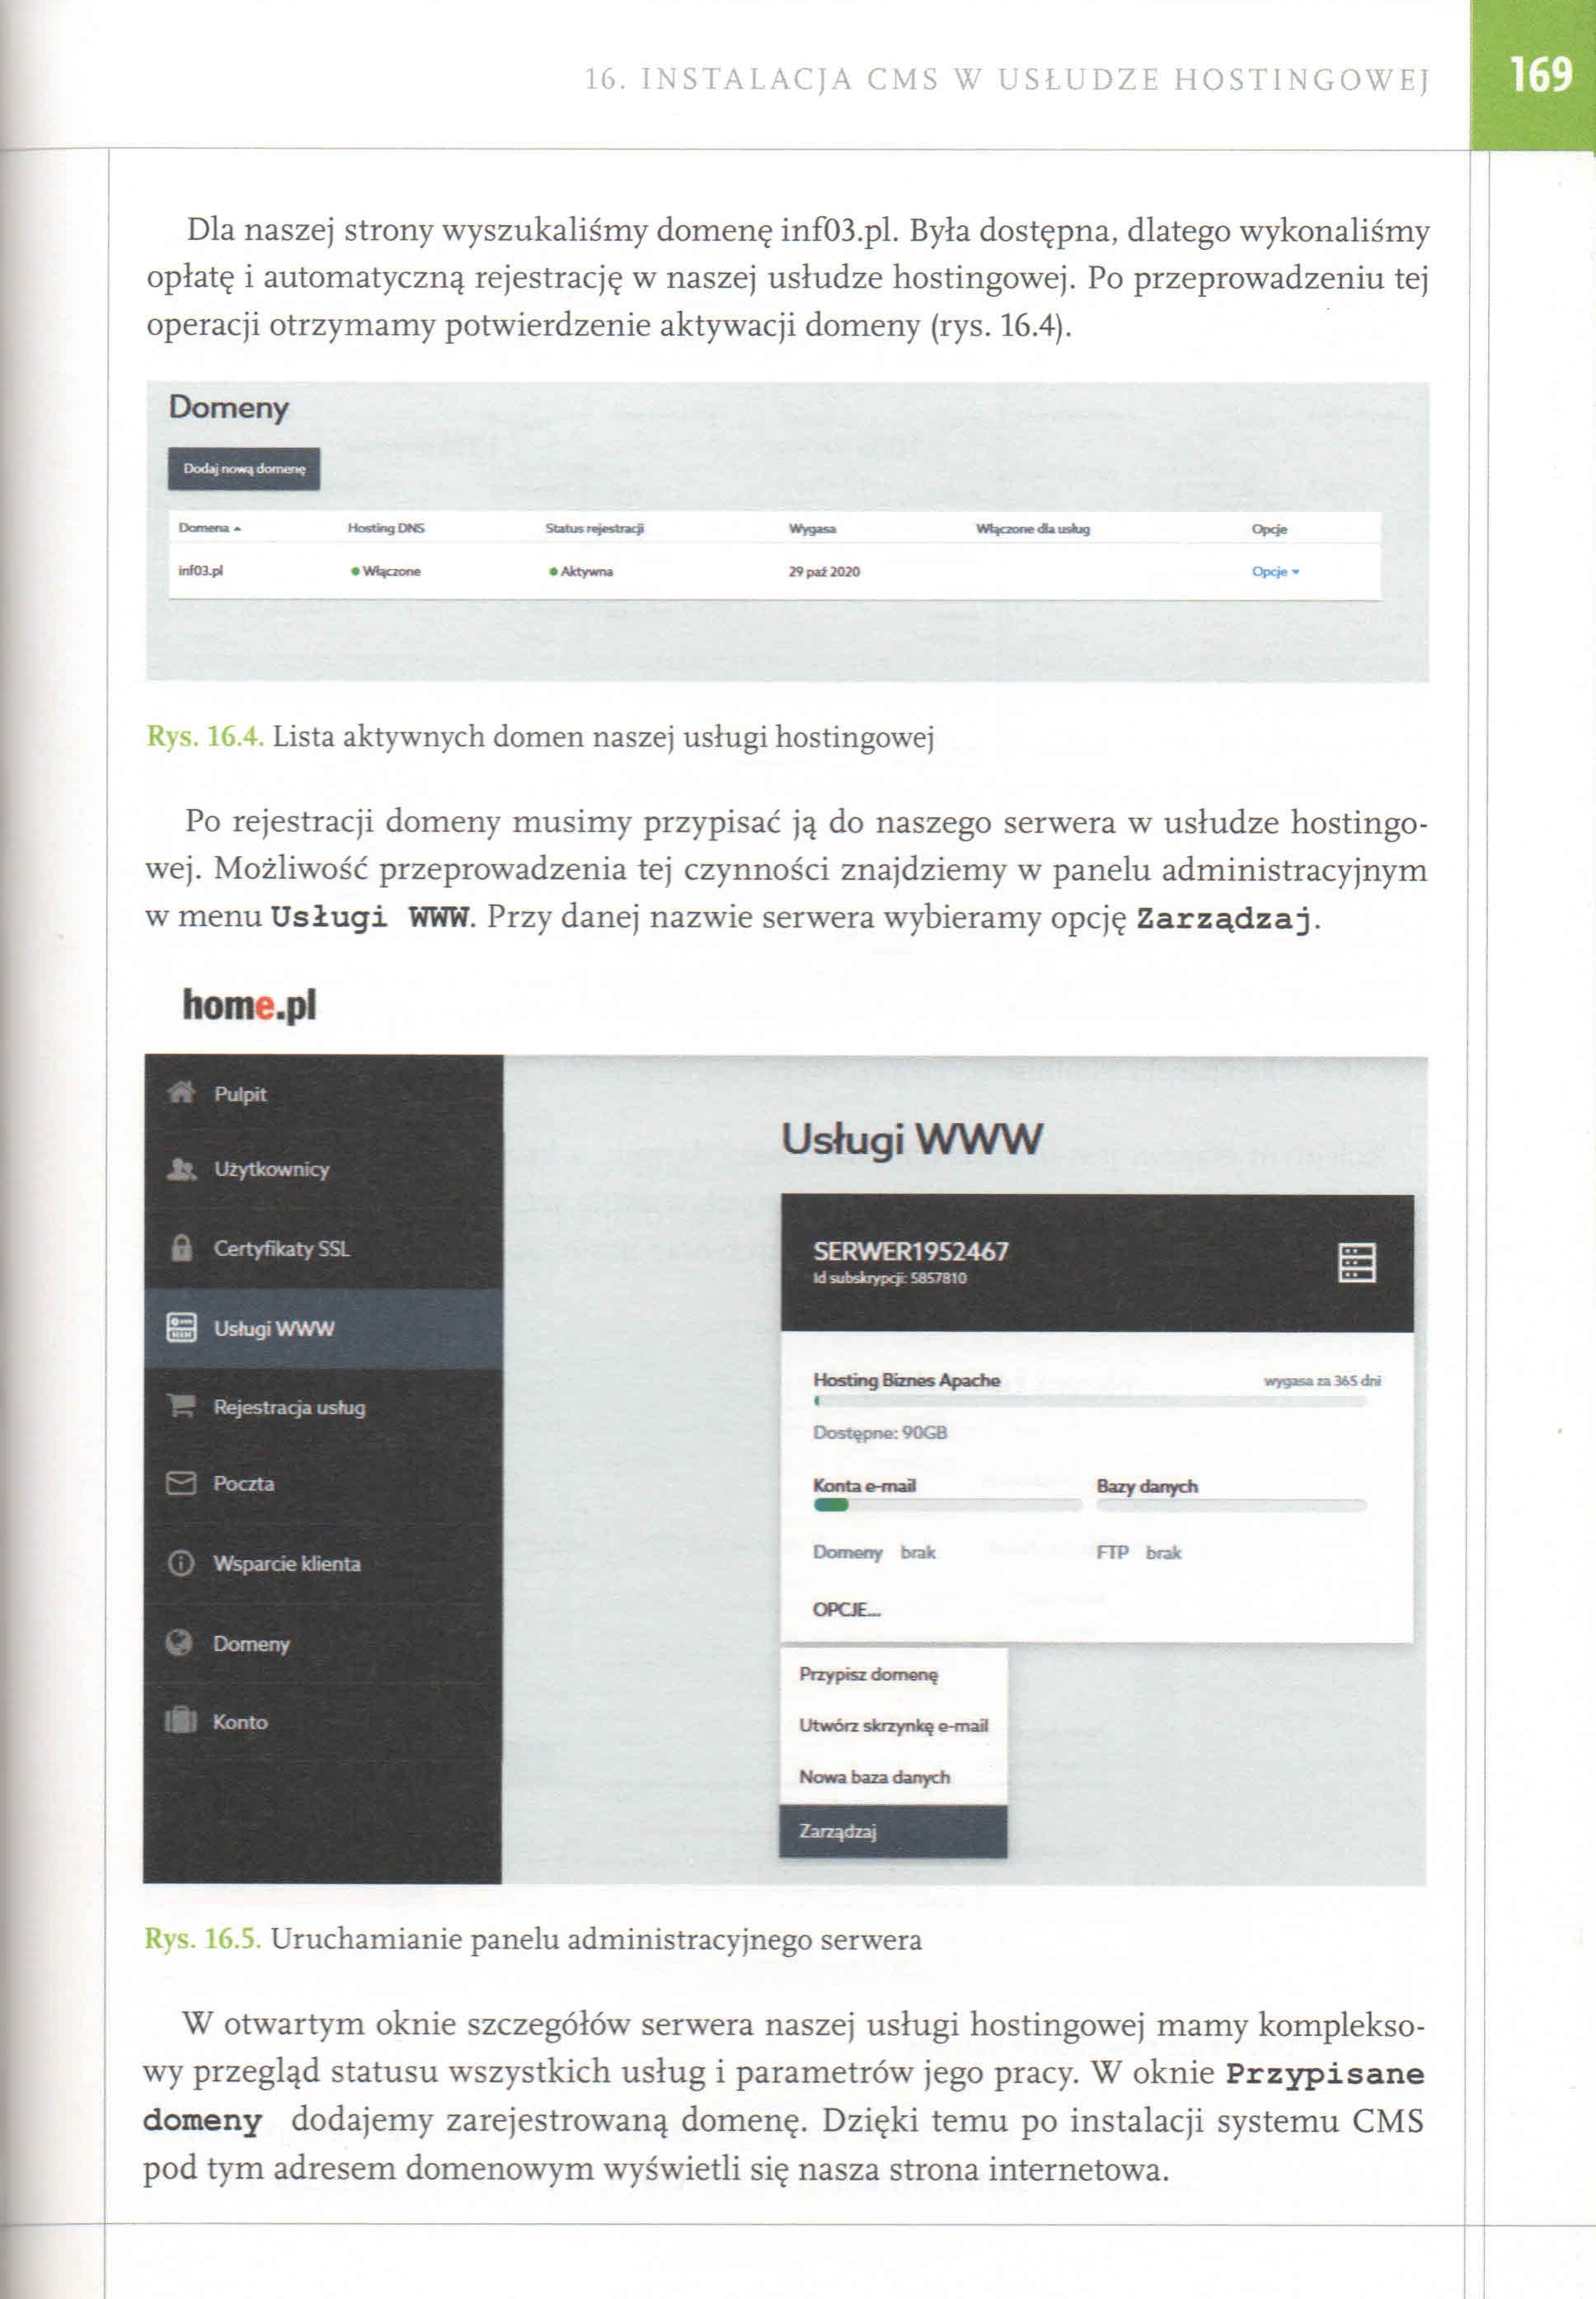 16. INSTALACJA CMS W USŁUDZE HOSTINGOWEJ
169
Dla naszej strony wyszukaliśmy domenę inf03.pl. Była dostępna, dlatego wykonaliśmy
opłatę i automatyczną rejestrację w naszej usłudze hostingowej. Po przeprowadzeniu tej
operacji otrzymamy potwierdzenie aktywacji domeny (rys. 16.4).
Domeny
Dodaj nową domenę
Domena Hosting DNS Status rejestracji Wygasa Włączone dla usług Opcje
inf03.pl Włączone Aktywna 29 paź 2020 Opcje
Rys. 16.4. Lista aktywnych domen naszej usługi hostingowej
Po rejestracji domeny musimy przypisać ją do naszego serwera w usłudze hostingo-
wej. Możliwość przeprowadzenia tej czynności znajdziemy w panelu administracyjnym
w menu Usługi WWW. Przy danej nazwie serwera wybieramy opcję Zarządzaj.
home.pl
Pulpit
Użytkownicy
Certyfikaty SSL
Usługi WWW
Rejestracja usług
Poczta
Wsparcie klienta
Domeny
Konto
Usługi WWW
SERWER1952467
Id subskrypcji: 5857810
Hosting Biznes Apache wygasa za 365 dni
Dostępne: 90GB
Konta e-mail Bazy danych
Domeny brak FTP brak
OPCJE...
Przypisz domenę
Utwórz skrzynkę e-mail
Nowa baza danych
Zarządzaj
Rys. 16.5. Uruchamianie panelu administracyjnego serwera
W otwartym oknie szczegółów serwera naszej usługi hostingowej mamy komplekso-
wy przegląd statusu wszystkich usług i parametrów jego pracy. W oknie Przypisane
domeny dodajemy zarejestrowaną domenę. Dzięki temu po instalacji systemu CMS
pod tym adresem domenowym wyświetli się nasza strona internetowa.